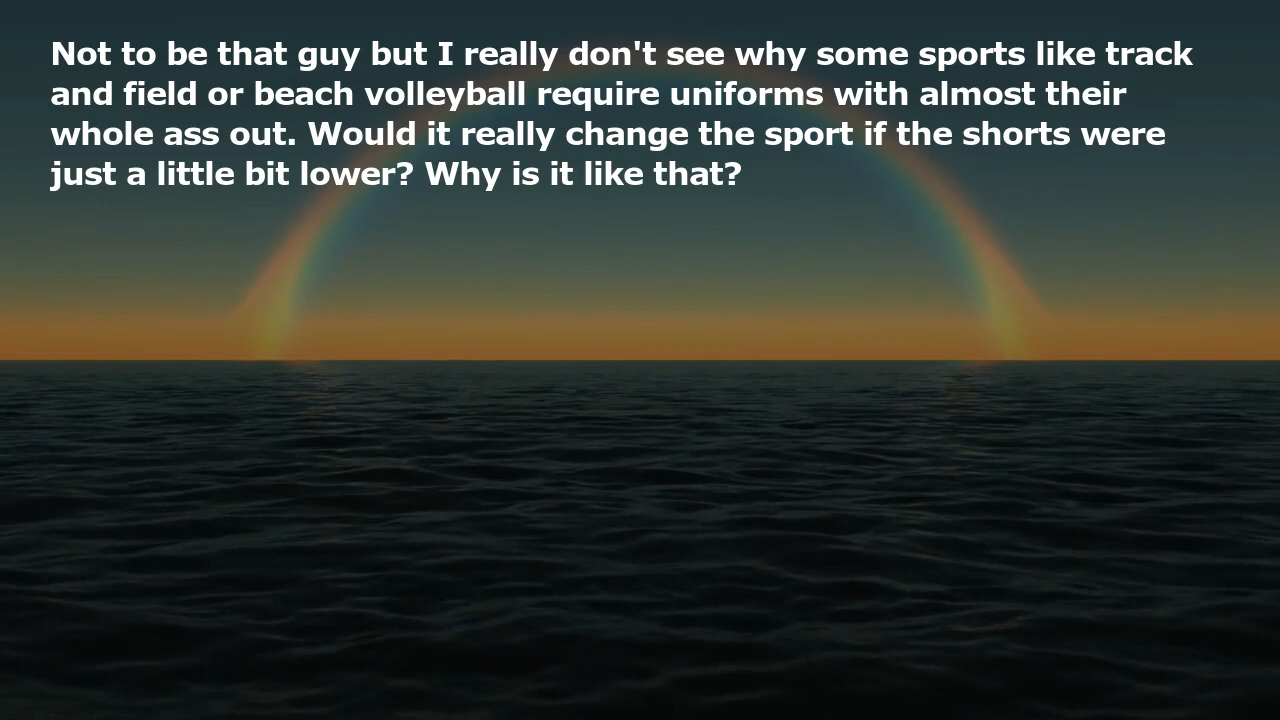 Not to be that guy but I really don't see why some sports like track
and field or beach volleyball require uniforms with almost their
whole ass out. Would it really change the sport if the shorts were
just a little bit lower? Why is it like that?